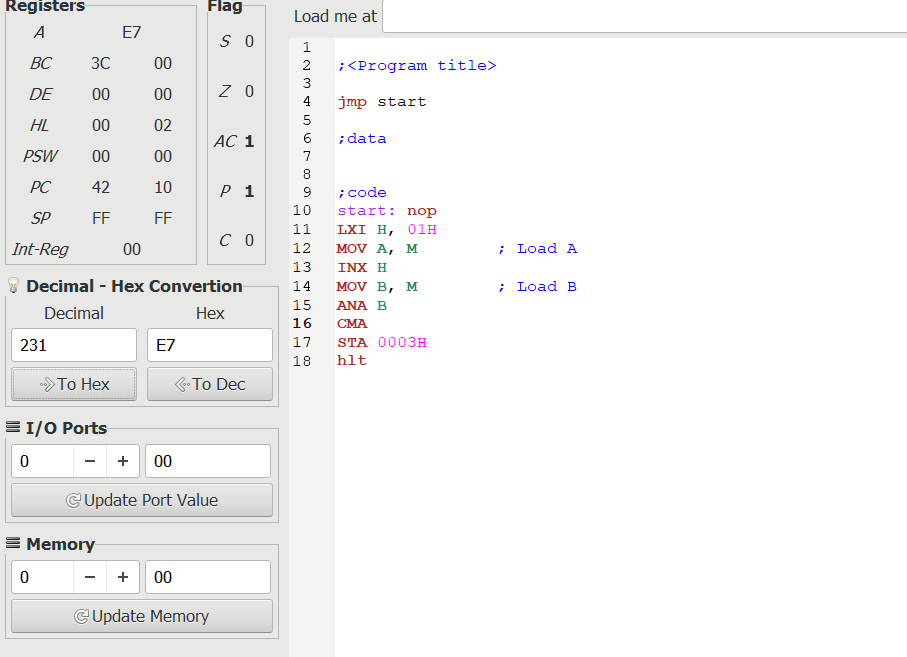 Registers
A E7
BC 3C 00
DE 00 00
HL 00 02
PSW 00 00
PC 42 10
SP FF FF
Int-Reg 00
Flag
S 0
Z 0
AC 1
P 1
C 0
Decimal - Hex Convertion
Decimal Hex
231 E7
To Hex To Dec
I/O Ports
0 − + 00
Update Port Value
Memory
0 − + 00
Update Memory
Load me at
1
2 ;<Program title>
3
4 jmp start
5
6 ;data
7
8
9 ;code
10 start: nop
11 LXI H, 01H
12 MOV A, M ; Load A
13 INX H
14 MOV B, M ; Load B
15 ANA B
16 CMA
17 STA 0003H
18 hlt